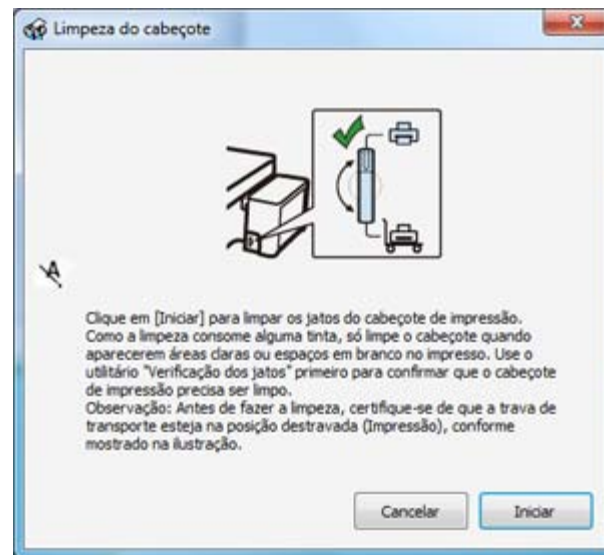 Limpeza do cabeçote
Clique em [Iniciar] para limpar os jatos do cabeçote de impressão.
Como a limpeza consome alguma tinta, só limpe o cabeçote quando
aparecerem áreas claras ou espaços em branco no impresso. Use o
utilitário "Verificação dos jatos" primeiro para confirmar que o cabeçote
de impressão precisa ser limpo.
Observação: Antes de fazer a limpeza, certifique-se de que a trava de
transporte esteja na posição destravada (Impressão), conforme
mostrado na ilustração.
A
Cancelar
Iniciar